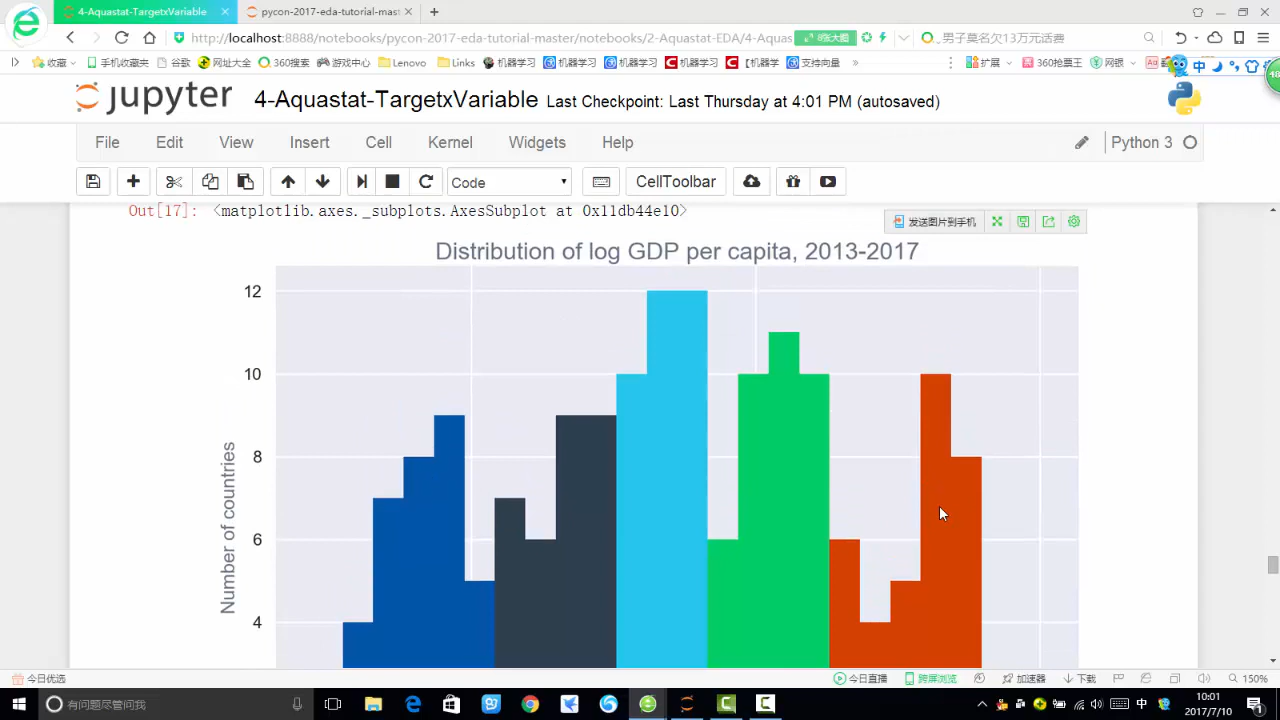 4-Aquastat-TargetxVariable
pycon-2017-eda-tutorial-mast
http://localhost:8888/notebooks/pycon-2017-eda-tutorial-master/notebooks/2-Aquastat-EDA/4-Aquas
8张大图
男子莫名欠13万元话费
收藏
手机收藏夹
谷歌
网址大全
360搜索
游戏中心
Lenovo
Links
机器学习
机器学习
机器学习
机器学习
【机器学
支持向量
»
扩展
360抢票王
网银
Ad
中
48
jupyter
4-Aquastat-TargetxVariable
Last Checkpoint: Last Thursday at 4:01 PM (autosaved)
File
Edit
View
Insert
Cell
Kernel
Widgets
Help
Python 3
Code
CellToolbar
Out[17]: <matplotlib.axes._subplots.AxesSubplot at 0x11db44e10>
发送图片到手机
Distribution of log GDP per capita, 2013-2017
12
10
8
6
4
Number of countries
今日优选
今日直播
跨屏浏览
加速器
下载
150%
有问题尽管问我
中
10:01
2017/7/10